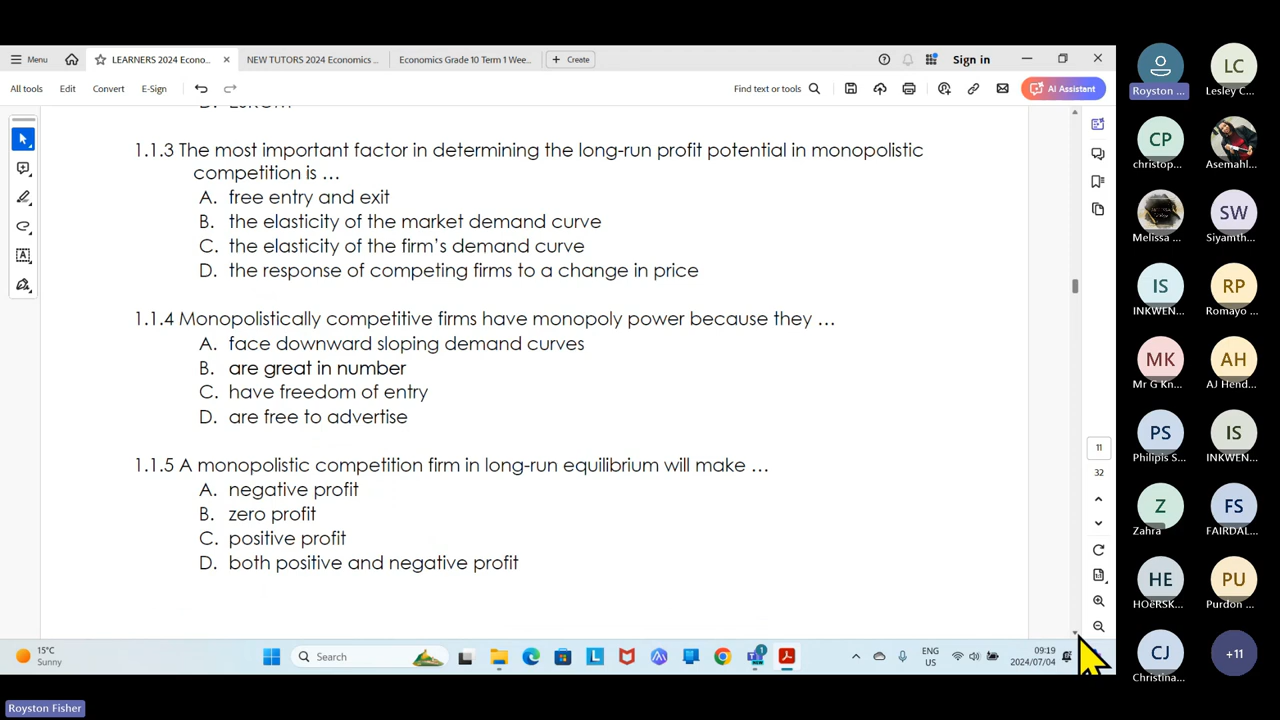 Menu
LEARNERS 2024 Econo...
NEW TUTORS 2024 Economics ...
Economics Grade 10 Term 1 Wee...
Create
Sign in
All tools
Edit
Convert
E-Sign
Find text or tools
AI Assistant
1.1.3 The most important factor in determining the long-run profit potential in monopolistic
competition is …
A. free entry and exit
B. the elasticity of the market demand curve
C. the elasticity of the firm’s demand curve
D. the response of competing firms to a change in price
1.1.4 Monopolistically competitive firms have monopoly power because they …
A. face downward sloping demand curves
B. are great in number
C. have freedom of entry
D. are free to advertise
1.1.5 A monopolistic competition firm in long-run equilibrium will make …
A. negative profit
B. zero profit
C. positive profit
D. both positive and negative profit
11
32
15°C
Sunny
Search
ENG
US
09:19
2024/07/04
Royston ...
LC
Lesley C...
CP
christop...
Asemahl...
Melissa ...
SW
Siyamth...
IS
INKWEN...
RP
Romayo ...
MK
Mr G Kn...
AH
AJ Hend...
PS
Philipis S...
IS
INKWEN...
Z
Zahra
FS
FAIRDAL...
HE
HOëRSK...
PU
Purdon ...
CJ
Christina...
+11
Royston Fisher